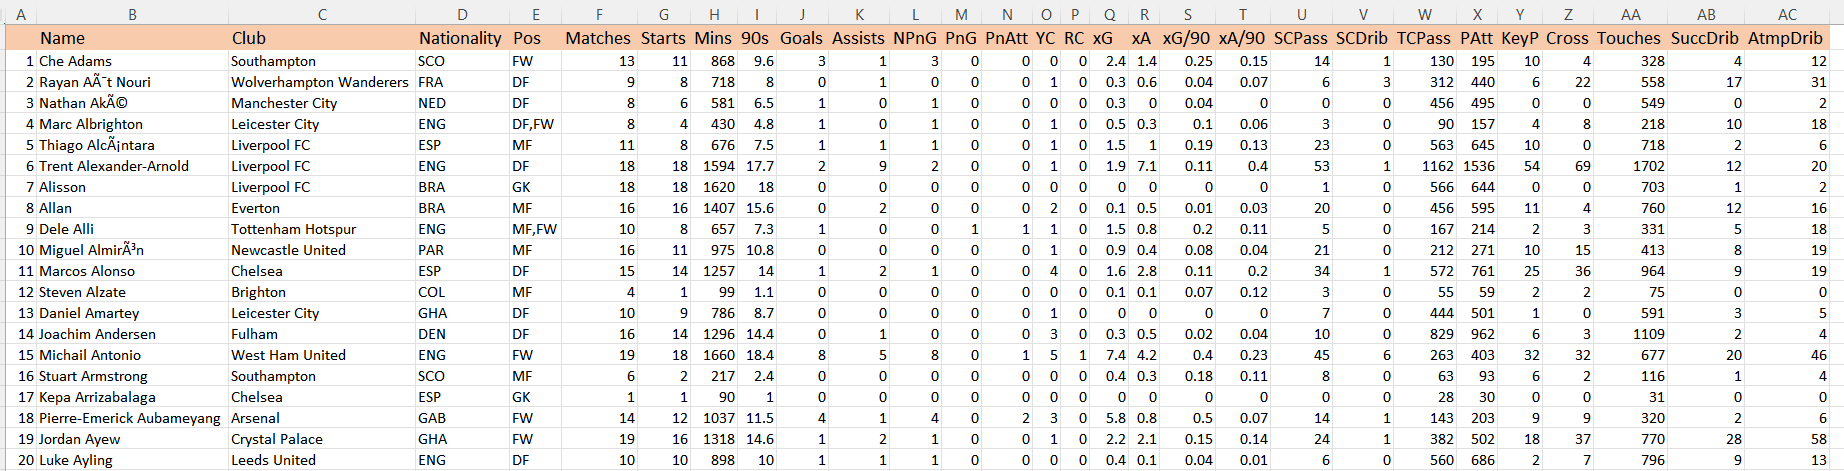 A B C D E F G H I J K L M N O P Q R S T U V W X Y Z AA AB AC
Name Club Nationality Pos Matches Starts Mins 90s Goals Assists NPnG PnG PnAtt YC RC xG xA xG/90 xA/90 SCPass SCDrib TCPass PAtt KeyP Cross Touches SuccDrib AtmpDrib
1 Che Adams Southampton SCO FW 13 11 868 9.6 3 1 3 0 0 0 0 2.4 1.4 0.25 0.15 14 1 130 195 10 4 328 4 12
2 Rayan AÃ¯t Nouri Wolverhampton Wanderers FRA DF 9 8 718 8 0 1 0 0 0 1 0 0.3 0.6 0.04 0.07 6 3 312 440 6 22 558 17 31
3 Nathan AkÃ© Manchester City NED DF 8 6 581 6.5 1 0 1 0 0 0 0 0.3 0 0.04 0 0 0 456 495 0 0 549 0 2
4 Marc Albrighton Leicester City ENG DF,FW 8 4 430 4.8 1 0 1 0 0 1 0 0.5 0.3 0.1 0.06 3 0 90 157 4 8 218 10 18
5 Thiago AlcÃ¡ntara Liverpool FC ESP MF 11 8 676 7.5 1 1 1 0 0 1 0 1.5 1 0.19 0.13 23 0 563 645 10 0 718 2 6
6 Trent Alexander-Arnold Liverpool FC ENG DF 18 18 1594 17.7 2 9 2 0 0 1 0 1.9 7.1 0.11 0.4 53 1 1162 1536 54 69 1702 12 20
7 Alisson Liverpool FC BRA GK 18 18 1620 18 0 0 0 0 0 0 0 0 0 0 0 1 0 566 644 0 0 703 1 2
8 Allan Everton BRA MF 16 16 1407 15.6 0 2 0 0 0 2 0 0.1 0.5 0.01 0.03 20 0 456 595 11 4 760 12 16
9 Dele Alli Tottenham Hotspur ENG MF,FW 10 8 657 7.3 1 0 0 1 1 1 0 1.5 0.8 0.2 0.11 5 0 167 214 2 3 331 5 18
10 Miguel AlmirÃ³n Newcastle United PAR MF 16 11 975 10.8 0 0 0 0 0 1 0 0.9 0.4 0.08 0.04 21 0 212 271 10 15 413 8 19
11 Marcos Alonso Chelsea ESP DF 15 14 1257 14 1 2 1 0 0 4 0 1.6 2.8 0.11 0.2 34 1 572 761 25 36 964 9 19
12 Steven Alzate Brighton COL MF 4 1 99 1.1 0 0 0 0 0 0 0 0.1 0.1 0.07 0.12 3 0 55 59 2 2 75 0 0
13 Daniel Amartey Leicester City GHA DF 10 9 786 8.7 0 0 0 0 0 1 0 0 0 0 0 7 0 444 501 1 0 591 3 5
14 Joachim Andersen Fulham DEN DF 16 14 1296 14.4 0 1 0 0 0 3 0 0.3 0.5 0.02 0.04 10 0 829 962 6 3 1109 2 4
15 Michail Antonio West Ham United ENG FW 19 18 1660 18.4 8 5 8 0 1 5 1 7.4 4.2 0.4 0.23 45 6 263 403 32 32 677 20 46
16 Stuart Armstrong Southampton SCO MF 6 2 217 2.4 0 0 0 0 0 0 0 0.4 0.3 0.18 0.11 8 0 63 93 6 2 116 1 4
17 Kepa Arrizabalaga Chelsea ESP GK 1 1 90 1 0 0 0 0 0 0 0 0 0 0 0 0 0 28 30 0 0 31 0 0
18 Pierre-Emerick Aubameyang Arsenal GAB FW 14 12 1037 11.5 4 1 4 0 2 3 0 5.8 0.8 0.5 0.07 14 1 143 203 9 9 320 2 6
19 Jordan Ayew Crystal Palace GHA FW 19 16 1318 14.6 1 2 1 0 0 1 0 2.2 2.1 0.15 0.14 24 1 382 502 18 37 770 28 58
20 Luke Ayling Leeds United ENG DF 10 10 898 10 1 1 1 0 0 0 0 0.4 0.1 0.04 0.01 6 0 560 686 2 7 796 9 13